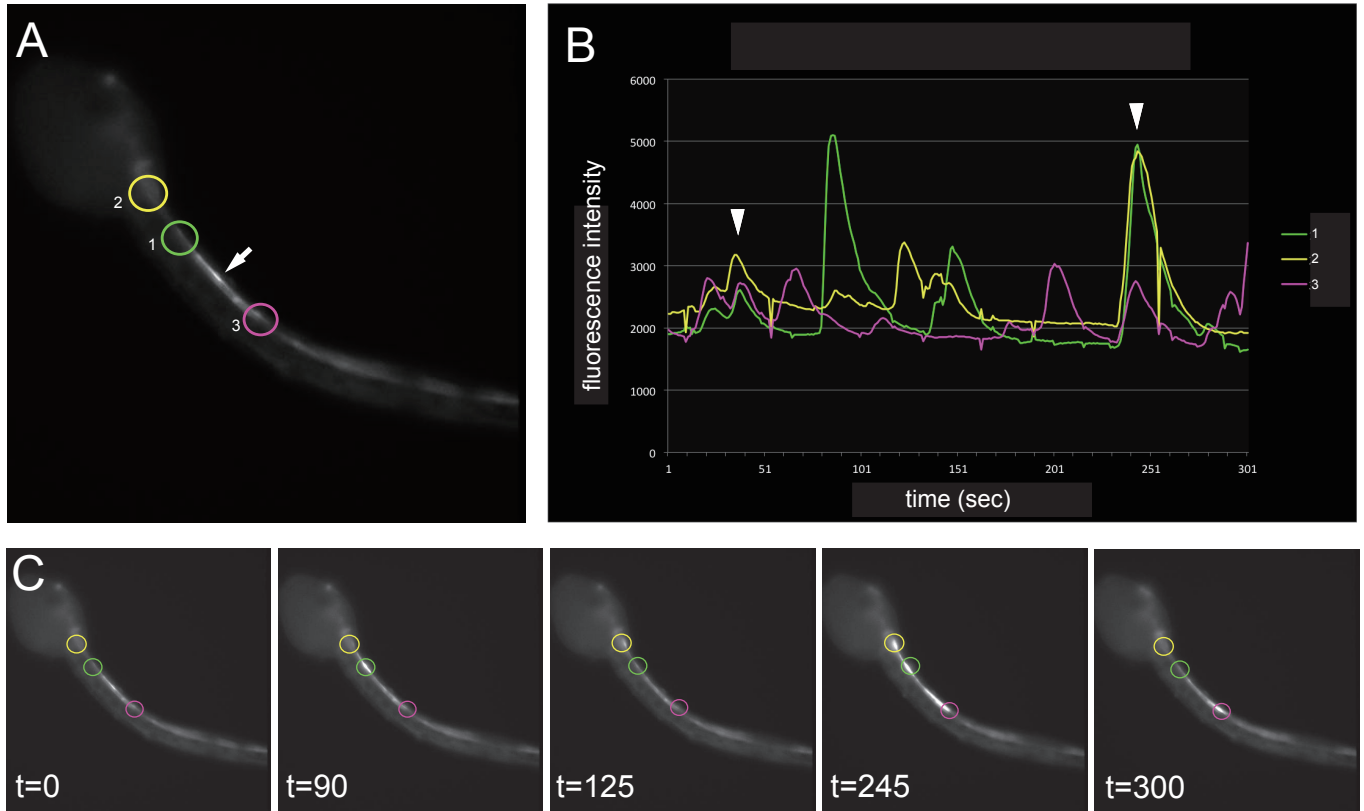 A
2
1
3
B
6000
5000
4000
3000
2000
1000
0
fluorescence intensity
1 51 101 151 201 251 301
time (sec)
1
2
3
C
t=0
t=90
t=125
t=245
t=300